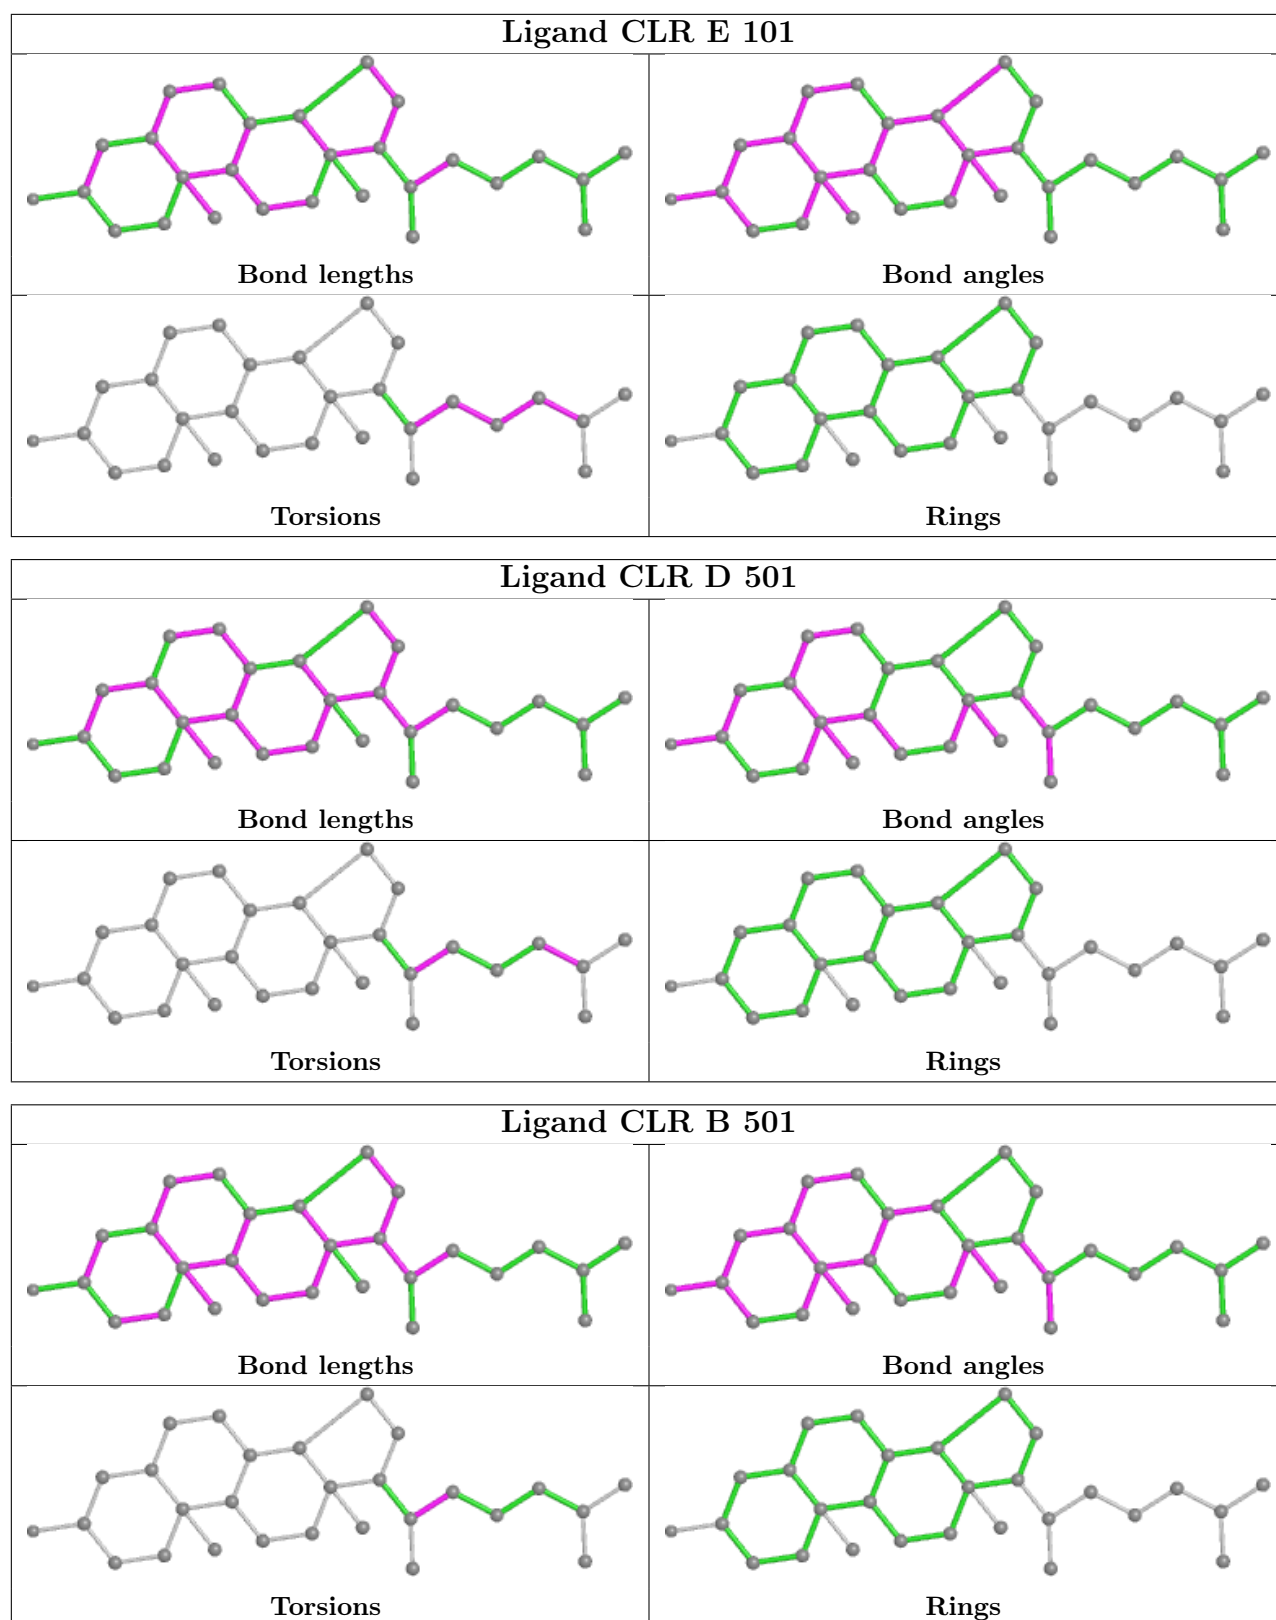 Ligand CLR E 101
Bond lengths
Bond angles
Torsions
Rings
Ligand CLR D 501
Bond lengths
Bond angles
Torsions
Rings
Ligand CLR B 501
Bond lengths
Bond angles
Torsions
Rings